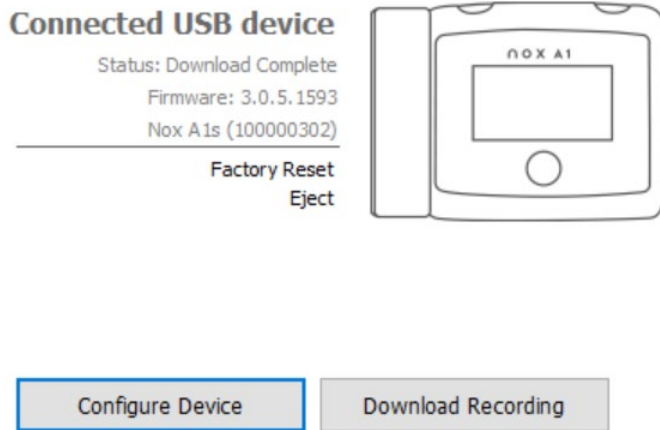 Connected USB device
Status: Download Complete
Firmware: 3.0.5.1593
Nox A1s (100000302)
Factory Reset
Eject
nox A1
Configure Device
Download Recording